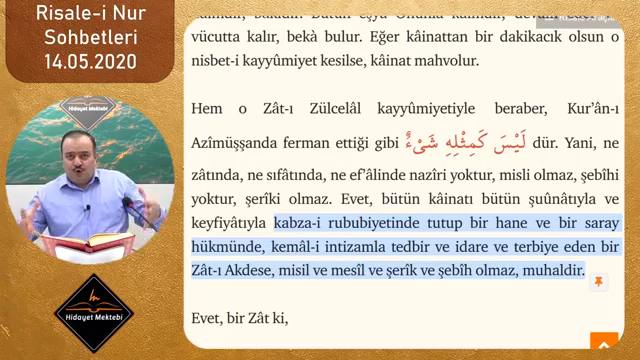 Risale-i Nur
Sohbetleri
14.05.2020
Hidayet Mektebi
Hidayet Mektebi
vücutta kalır, bekà bulur. Eğer kâinattan bir dakikacık olsun o
nisbet-i kayyûmiyet kesilse, kâinat mahvolur.
Hem o Zât-ı Zülcelâl kayyûmiyetiyle beraber, Kur'ân-ı
Azîmüşşanda ferman ettiği gibi لَيْسَ كَمِثْلِهِ شَىْءٌ dür. Yani, ne
zâtında, ne sıfâtında, ne ef'âlinde nazîri yoktur, misli olmaz, şebîhi
yoktur, şerîki olmaz. Evet, bütün kâinatı bütün şuûnâtıyla ve
keyfiyâtıyla kabza-i rububiyetinde tutup bir hane ve bir saray
hükmünde, kemâl-i intizamla tedbir ve idare ve terbiye eden bir
Zât-ı Akdese, misil ve mesîl ve şerîk ve şebîh olmaz, muhaldir.
Evet, bir Zât ki,